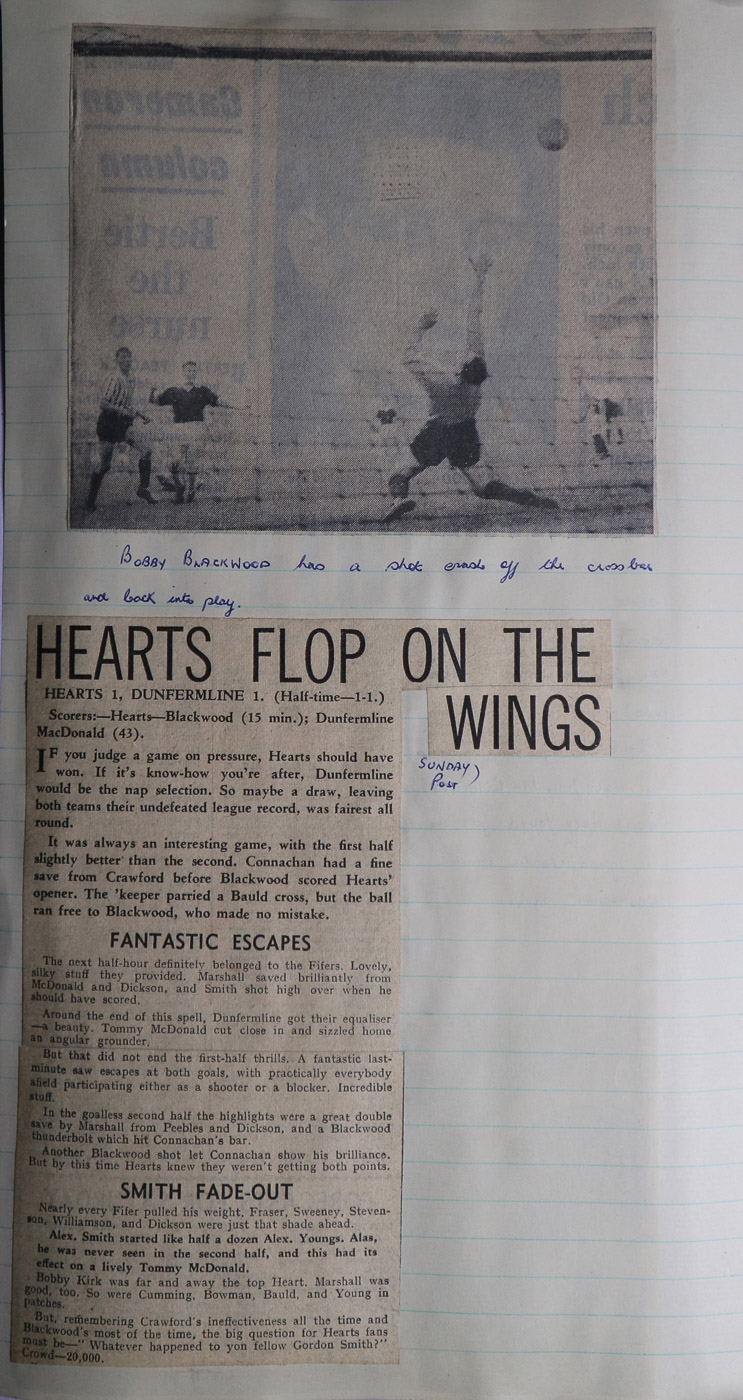 Cameron
column
Bertie
the
nurse
BOBBY BLACKWOOD has a shot crash off the crossbar
and back into play.
HEARTS FLOP ON THE
WINGS
SUNDAY
POST)
HEARTS 1, DUNFERMLINE 1. (Half-time—1-1.)
Scorers:—Hearts—Blackwood (15 min.); Dunfermline
MacDonald (43).
IF you judge a game on pressure, Hearts should have
won. If it's know-how you're after, Dunfermline
would be the nap selection. So maybe a draw, leaving
both teams their undefeated league record, was fairest all
round.
It was always an interesting game, with the first half
slightly better than the second. Connachan had a fine
save from Crawford before Blackwood scored Hearts'
opener. The 'keeper parried a Bauld cross, but the ball
ran free to Blackwood, who made no mistake.
FANTASTIC ESCAPES
The next half-hour definitely belonged to the Fifers. Lovely,
silky stuff they provided. Marshall saved brilliantly from
McDonald and Dickson, and Smith shot high over when he
should have scored.
Around the end of this spell, Dunfermline got their equaliser
—a beauty. Tommy McDonald cut close in and sizzled home
an angular grounder.
But that did not end the first-half thrills. A fantastic last-
minute saw escapes at both goals, with practically everybody
afield participating either as a shooter or a blocker. Incredible
stuff.
In the goalless second half the highlights were a great double
save by Marshall from Peebles and Dickson, and a Blackwood
thunderbolt which hit Connachan's bar.
Another Blackwood shot let Connachan show his brilliance.
But by this time Hearts knew they weren't getting both points.
SMITH FADE-OUT
Nearly every Fifer pulled his weight. Fraser, Sweeney, Steven-
son, Williamson, and Dickson were just that shade ahead.
Alex. Smith started like half a dozen Alex. Youngs. Alas,
he was never seen in the second half, and this had its
effect on a lively Tommy McDonald.
Bobby Kirk was far and away the top Heart. Marshall was
good, too. So were Cumming, Bowman, Bauld, and Young in
patches.
But, remembering Crawford's ineffectiveness all the time and
Blackwood's most of the time, the big question for Hearts fans
must be—" Whatever happened to yon fellow Gordon Smith?"
Crowd—20,000.